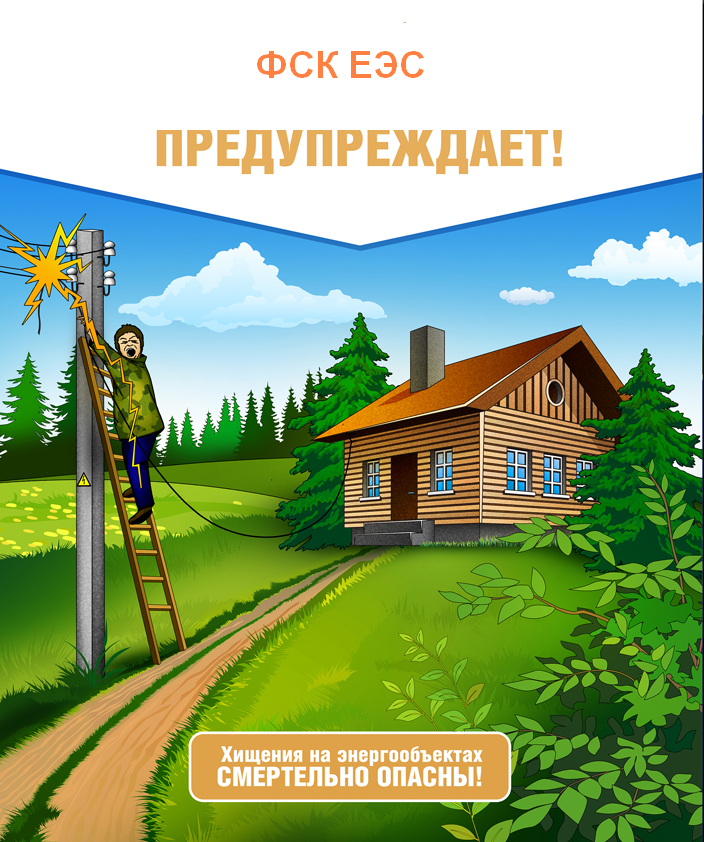 ФСК ЕЭС
ПРЕДУПРЕЖДАЕТ!
Хищения на энергообъектах
СМЕРТЕЛЬНО ОПАСНЫ!